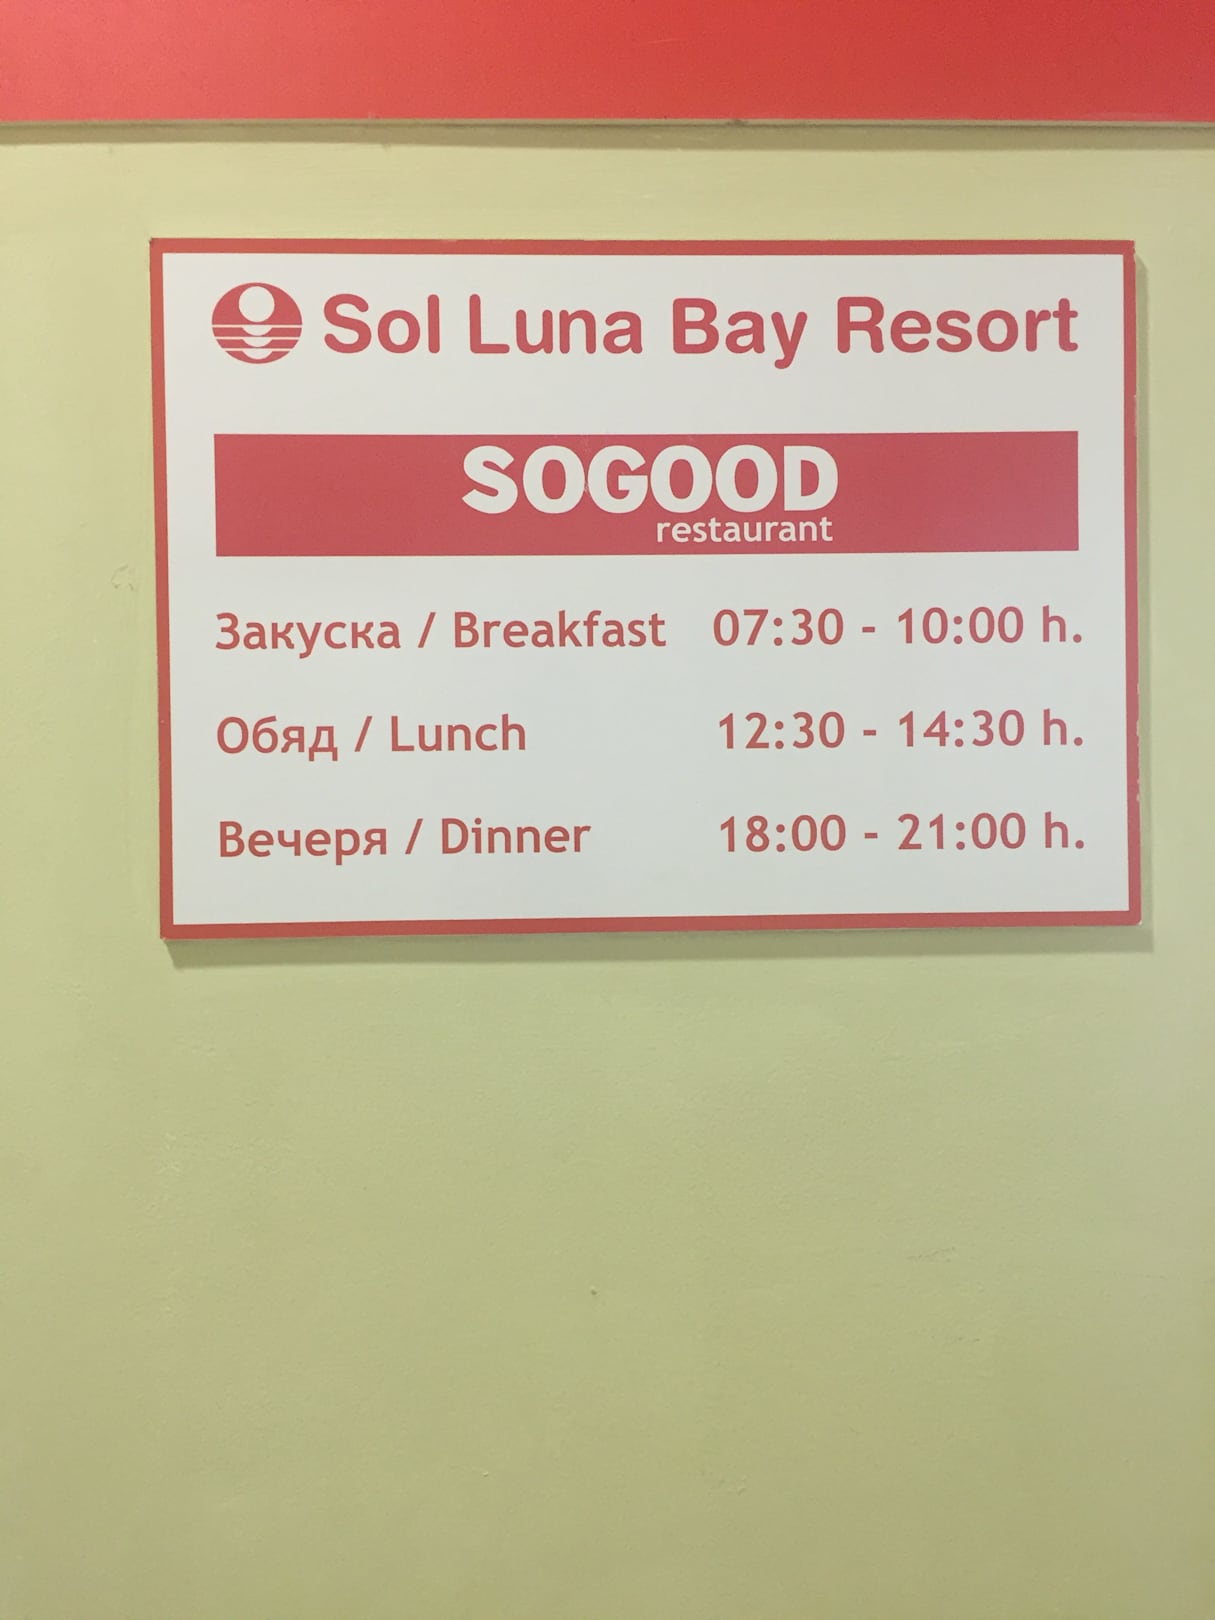 Sol Luna Bay Resort
SOGOOD
restaurant
Закуска / Breakfast 07:30 - 10:00 h.
Обяд / Lunch 12:30 - 14:30 h.
Вечеря / Dinner 18:00 - 21:00 h.